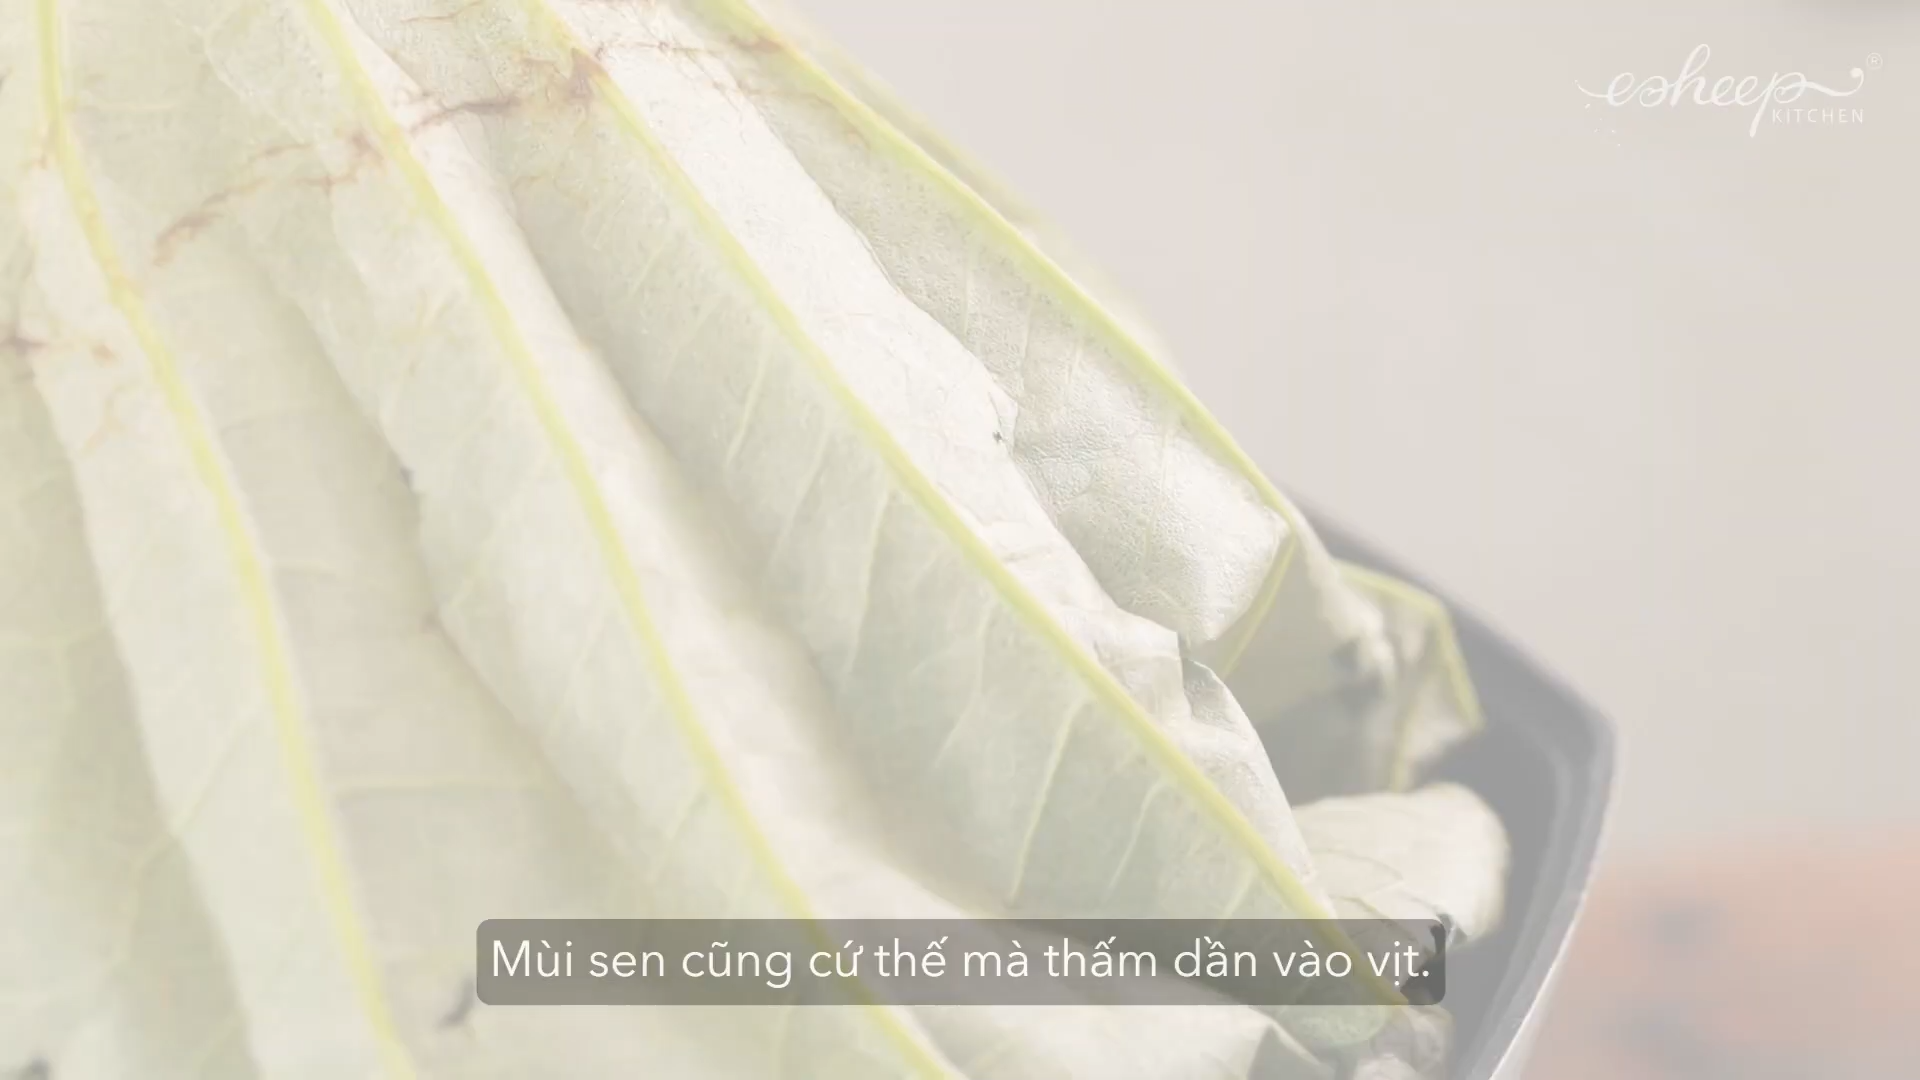 esheep®
KITCHEN
Mùi sen cũng cứ thế mà thấm dần vào vịt.